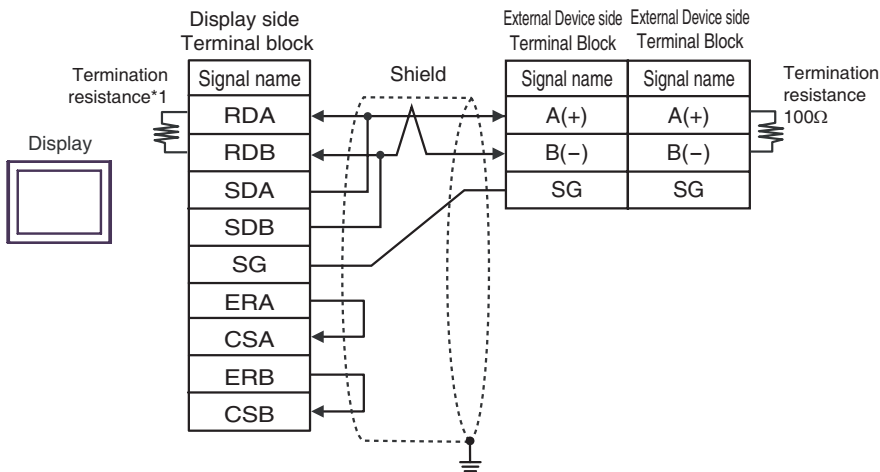 Display side
Terminal block
External Device side
Terminal Block
External Device side
Terminal Block
Termination
resistance*1
Signal name
Shield
Signal name
Signal name
Termination
resistance
100Ω
RDA
A(+)
A(+)
Display
RDB
B(−)
B(−)
SDA
SG
SG
SDB
SG
ERA
CSA
ERB
CSB